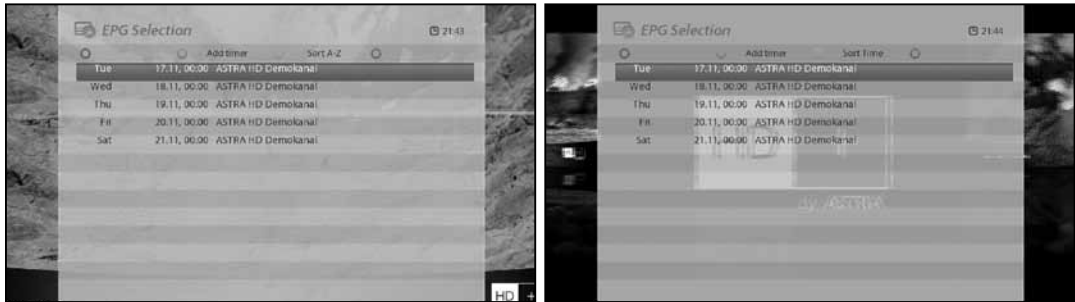 EPG Selection
21:43
Add timer Sort A-Z
Tue 17.11, 00:00 ASTRA HD Demokanal
Wed 18.11, 00:00 ASTRA HD Demokanal
Thu 19.11, 00:00 ASTRA HD Demokanal
Fri 20.11, 00:00 ASTRA HD Demokanal
Sat 21.11, 00:00 ASTRA HD Demokanal
HD +
EPG Selection
21:44
Add timer Sort Time
Tue 17.11, 00:00 ASTRA HD Demokanal
Wed 18.11, 00:00 ASTRA HD Demokanal
Thu 19.11, 00:00 ASTRA HD Demokanal
Fri 20.11, 00:00 ASTRA HD Demokanal
Sat 21.11, 00:00 ASTRA HD Demokanal
HD
by ASTRA